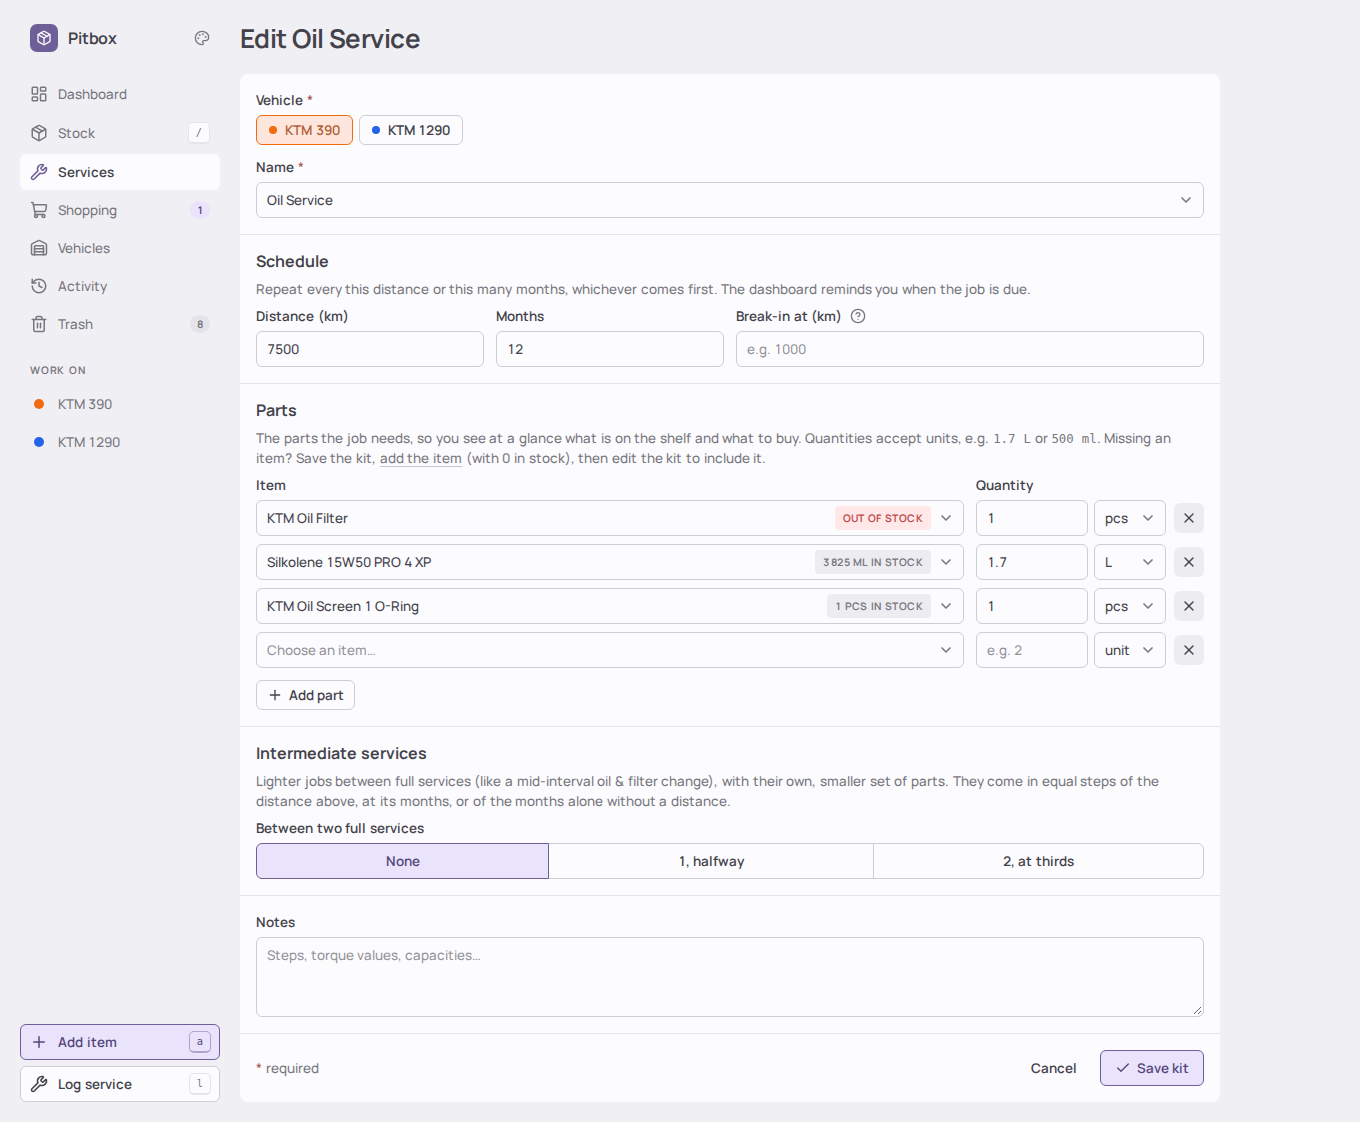 Pitbox
Edit Oil Service
Dashboard
Stock /
Services
Shopping 1
Vehicles
Activity
Trash 8
WORK ON
KTM 390
KTM 1290
Add item a
Log service l
Vehicle *
KTM 390 KTM 1290
Name *
Oil Service
Schedule
Repeat every this distance or this many months, whichever comes first. The dashboard reminds you when the job is due.
Distance (km) Months Break-in at (km) ?
7500 12 e.g. 1000
Parts
The parts the job needs, so you see at a glance what is on the shelf and what to buy. Quantities accept units, e.g. 1.7 L or 500 ml. Missing an
item? Save the kit, add the item (with 0 in stock), then edit the kit to include it.
Item Quantity
KTM Oil Filter OUT OF STOCK 1 pcs
Silkolene 15W50 PRO 4 XP 3 825 ML IN STOCK 1.7 L
KTM Oil Screen 1 O-Ring 1 PCS IN STOCK 1 pcs
Choose an item... e.g. 2 unit
Add part
Intermediate services
Lighter jobs between full services (like a mid-interval oil & filter change), with their own, smaller set of parts. They come in equal steps of the
distance above, at its months, or of the months alone without a distance.
Between two full services
None 1, halfway 2, at thirds
Notes
Steps, torque values, capacities...
* required Cancel Save kit